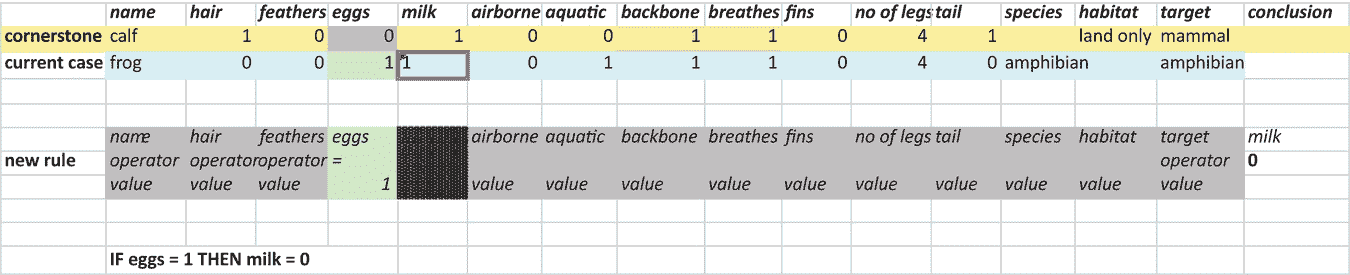 name hair feathers eggs milk airborne aquatic backbone breathes fins no of legs tail species habitat target conclusion
cornerstone calf 1 0 0 1 0 0 1 1 0 4 1 land only mammal
current case frog 0 0 1 1 0 1 1 1 0 4 0 amphibian amphibian
name hair feathers eggs airborne aquatic backbone breathes fins no of legs tail species habitat target milk
new rule operator operator operator = operator 0
value value value 1 value value value value value value value value value value
IF eggs = 1 THEN milk = 0